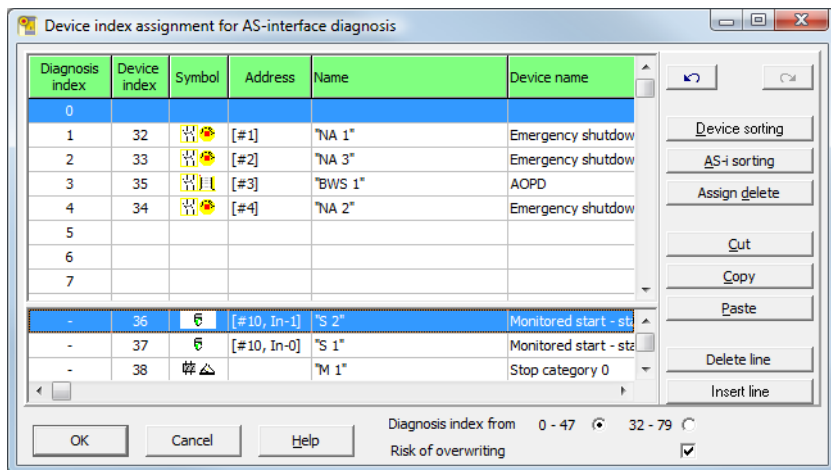 Device index assignment for AS-interface diagnosis
Diagnosis index Device index Symbol Address Name Device name
0
1 32 [#1] "NA 1" Emergency shutdow
2 33 [#2] "NA 3" Emergency shutdow
3 35 [#3] "BWS 1" AOPD
4 34 [#4] "NA 2" Emergency shutdow
5
6
7
- 36 [#10, In-1] "S 2" Monitored start - sta
- 37 [#10, In-0] "S 1" Monitored start - sta
- 38 "M 1" Stop category 0
Device sorting
AS-i sorting
Assign delete
Cut
Copy
Paste
Delete line
Insert line
OK Cancel Help
Diagnosis index from 0 - 47 32 - 79
Risk of overwriting